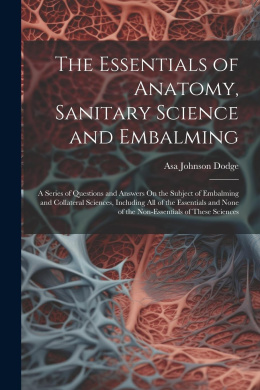 The Essentials of
Anatomy,
Sanitary Science
and Embalming
Asa Johnson Dodge
A Series of Questions and Answers On the Subject of Embalming
and Collateral Sciences, Including All of the Essentials and None
of the Non-Essentials of These Sciences